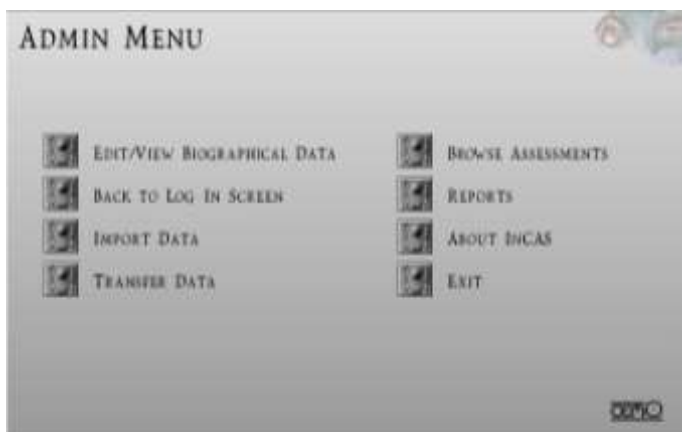 ADMIN MENU
EDIT/VIEW BIOGRAPHICAL DATA
BACK TO LOG IN SCREEN
IMPORT DATA
TRANSFER DATA
BROWSE ASSESSMENTS
REPORTS
ABOUT INCAS
EXIT